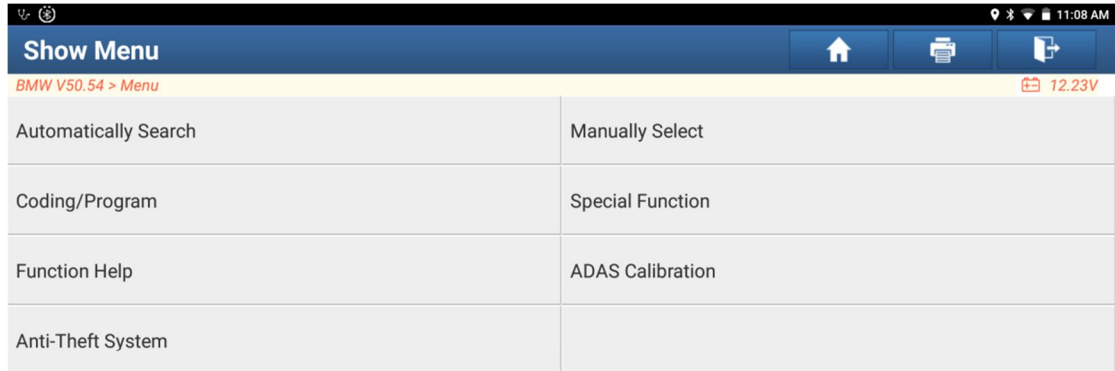 11:08 AM
Show Menu
BMW V50.54 > Menu
12.23V
Automatically Search
Manually Select
Coding/Program
Special Function
Function Help
ADAS Calibration
Anti-Theft System